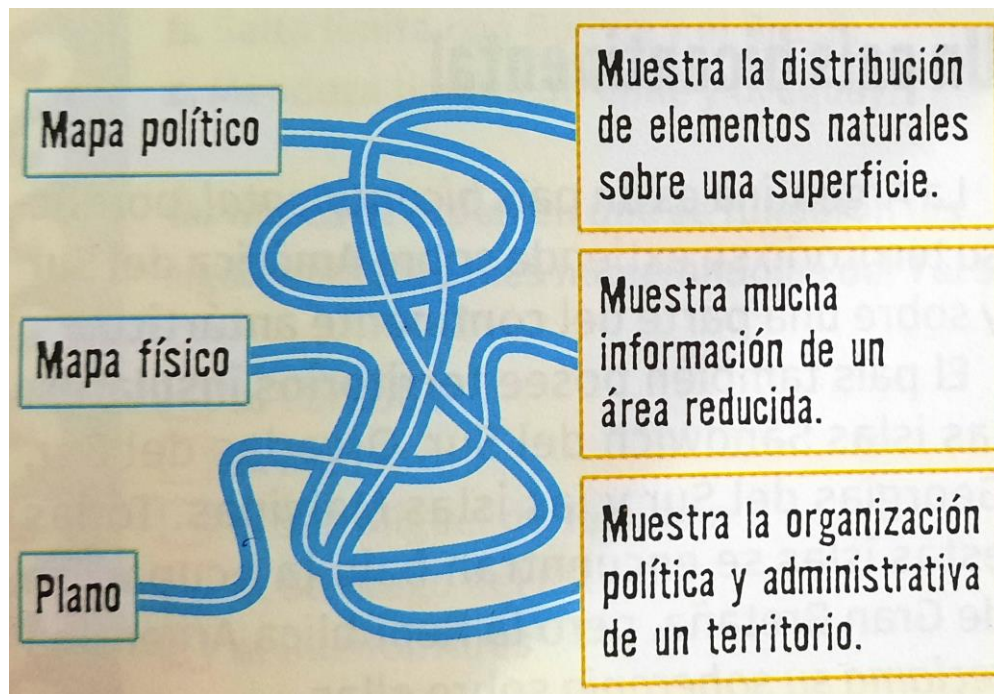 Mapa político
Mapa físico
Plano
Muestra la distribución
de elementos naturales
sobre una superficie.
Muestra mucha
información de un
área reducida.
Muestra la organización
política y administrativa
de un territorio.